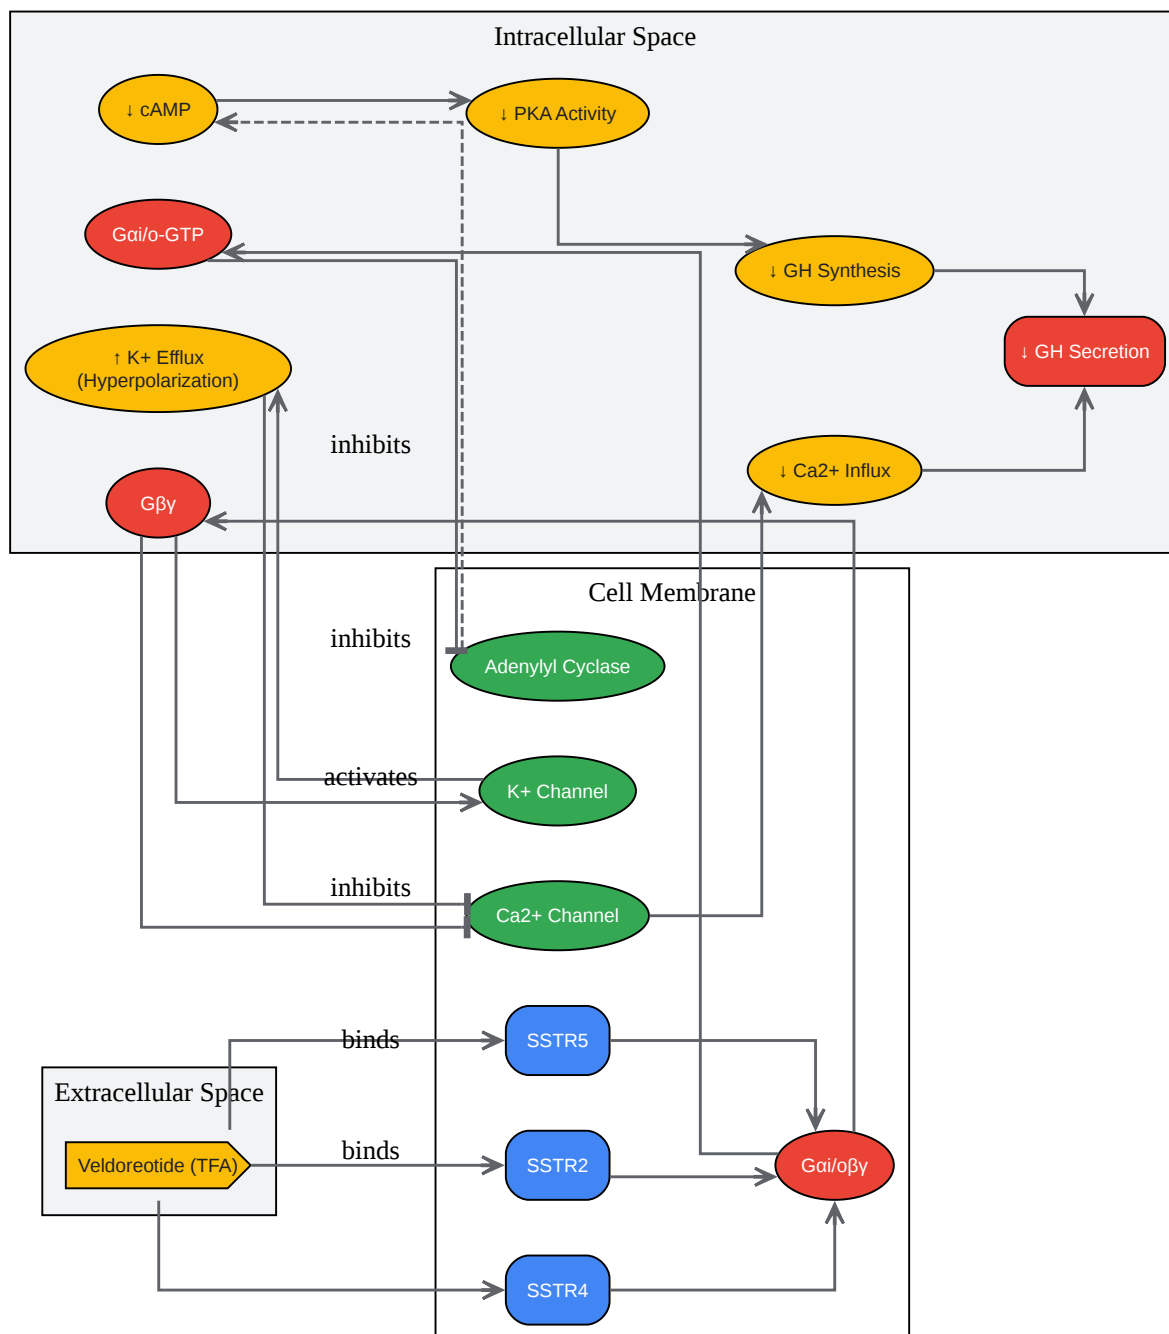 Intracellular Space
↓ cAMP
↓ PKA Activity
Gαi/o-GTP
↓ GH Synthesis
↑ K+ Efflux
(Hyperpolarization)
↓ GH Secretion
inhibits
↓ Ca2+ Influx
Gβγ
Cell Membrane
inhibits
Adenylyl Cyclase
activates
K+ Channel
inhibits
Ca2+ Channel
binds
SSTR5
Extracellular Space
Veldoreotide (TFA)
binds
SSTR2
Gαi/oβγ
SSTR4